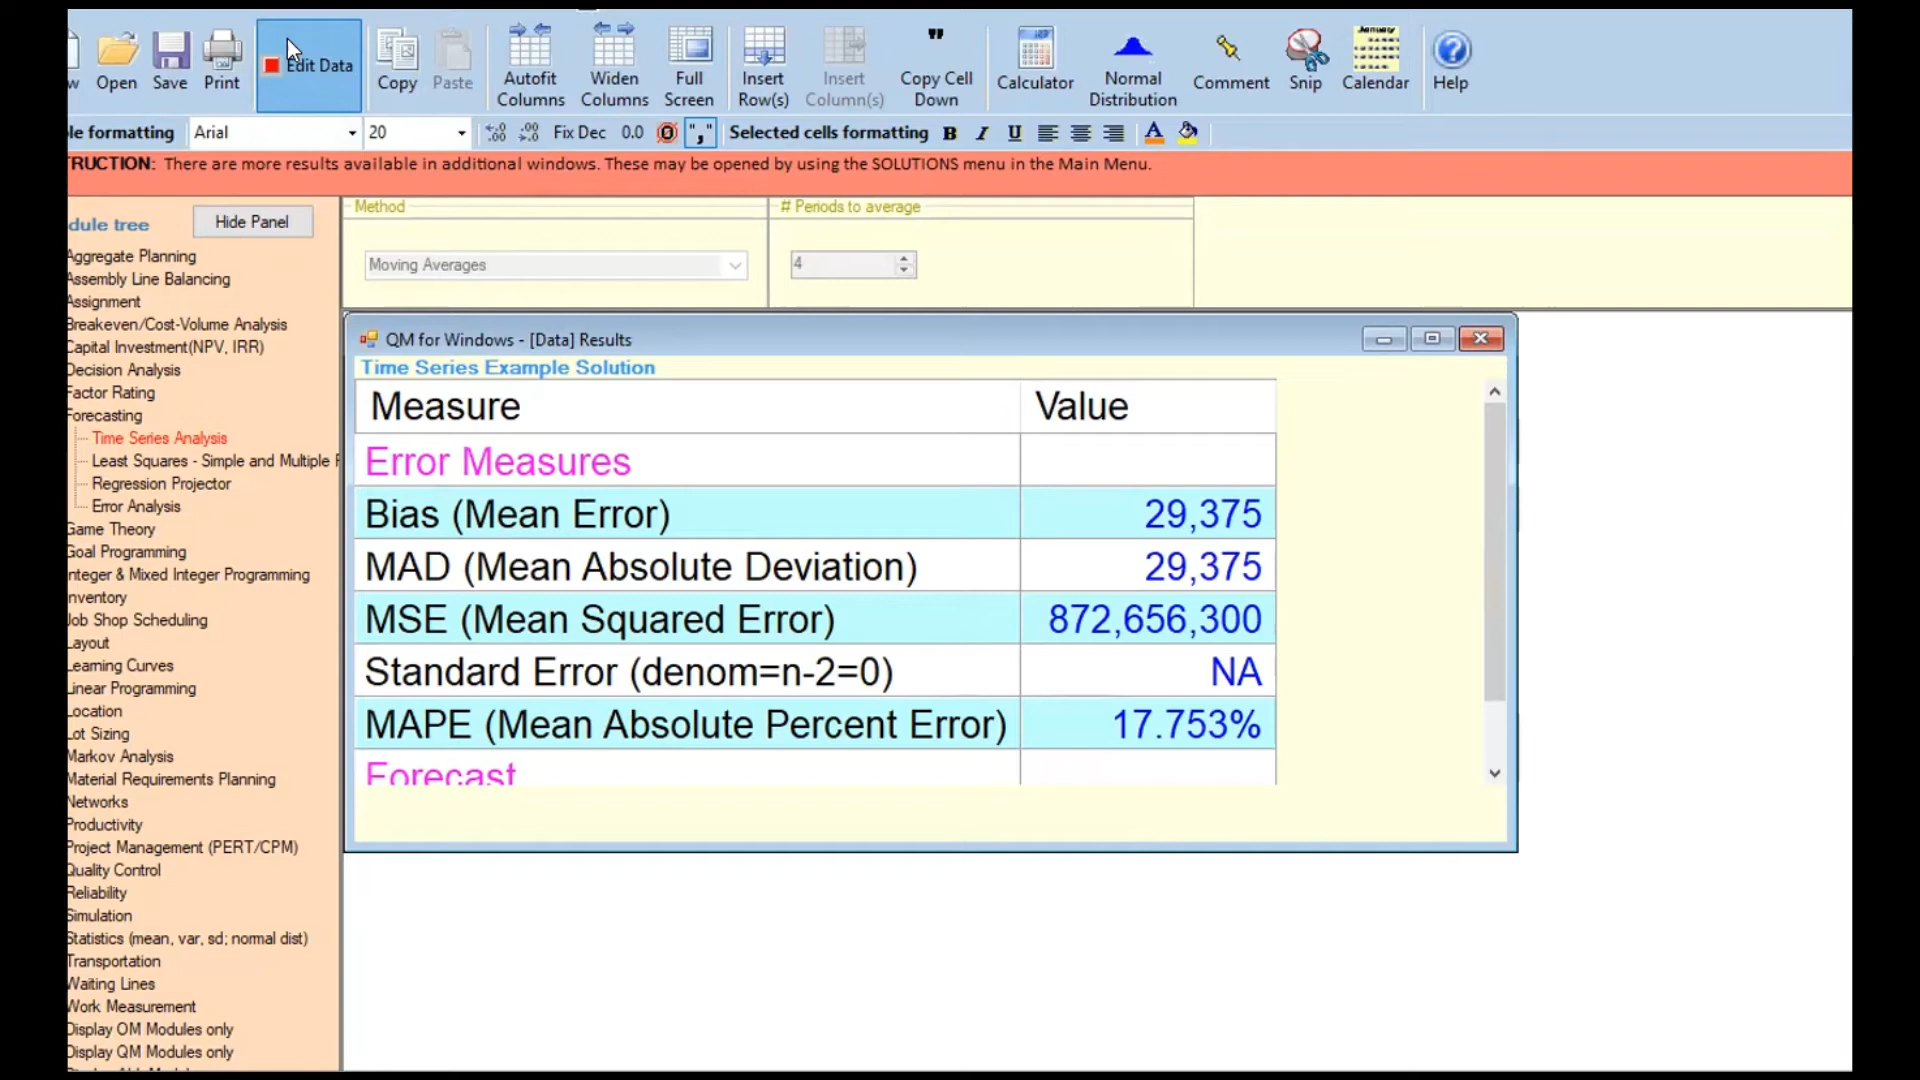 w Open Save Print Edit Data Copy Paste Autofit Columns Widen Columns Full Screen Insert Row(s) Insert Column(s) Copy Cell Down Calculator Normal Distribution Comment Snip Calendar Help
January
le formatting Arial 20 Fix Dec 0.0 "," Selected cells formatting B I U A
RUCTION: There are more results available in additional windows. These may be opened by using the SOLUTIONS menu in the Main Menu.
dule tree Hide Panel
Method
Moving Averages
# Periods to average
4
Aggregate Planning
Assembly Line Balancing
Assignment
Breakeven/Cost-Volume Analysis
Capital Investment(NPV, IRR)
Decision Analysis
Factor Rating
Forecasting
Time Series Analysis
Least Squares - Simple and Multiple
Regression Projector
Error Analysis
Game Theory
Goal Programming
nteger & Mixed Integer Programming
nventory
Job Shop Scheduling
Layout
Learning Curves
Linear Programming
Location
Lot Sizing
Markov Analysis
Material Requirements Planning
Networks
Productivity
Project Management (PERT/CPM)
Quality Control
Reliability
Simulation
Statistics (mean, var, sd; normal dist)
Transportation
Waiting Lines
Work Measurement
Display OM Modules only
Display QM Modules only
QM for Windows - [Data] Results
Time Series Example Solution
Measure Value
Error Measures
Bias (Mean Error) 29,375
MAD (Mean Absolute Deviation) 29,375
MSE (Mean Squared Error) 872,656,300
Standard Error (denom=n-2=0) NA
MAPE (Mean Absolute Percent Error) 17.753%
Forecast